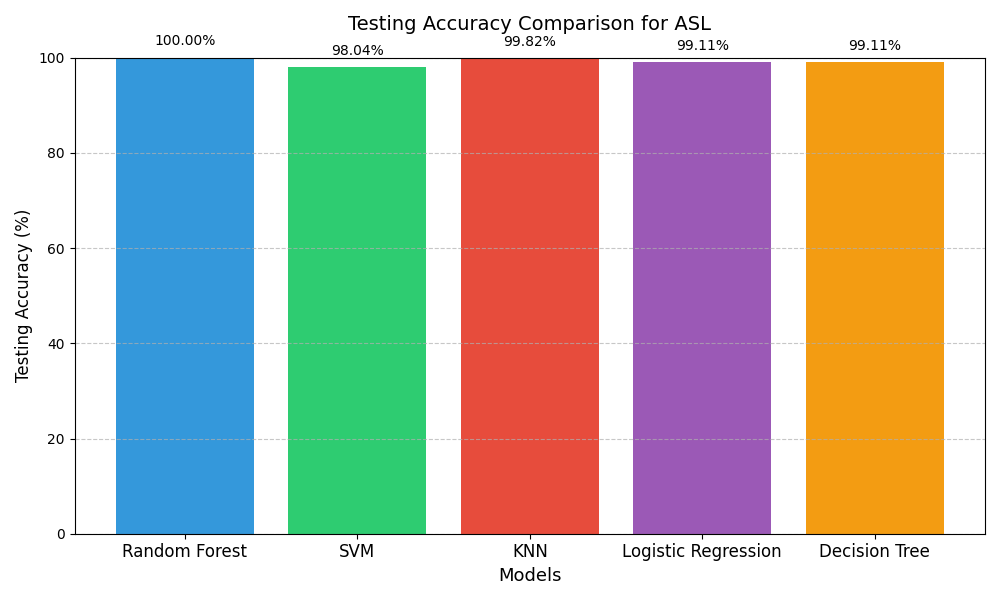 Testing Accuracy Comparison for ASL
100.00%
98.04%
99.82%
99.11%
99.11%
Testing Accuracy (%)
100
80
60
40
20
0
Random Forest
SVM
KNN
Logistic Regression
Decision Tree
Models